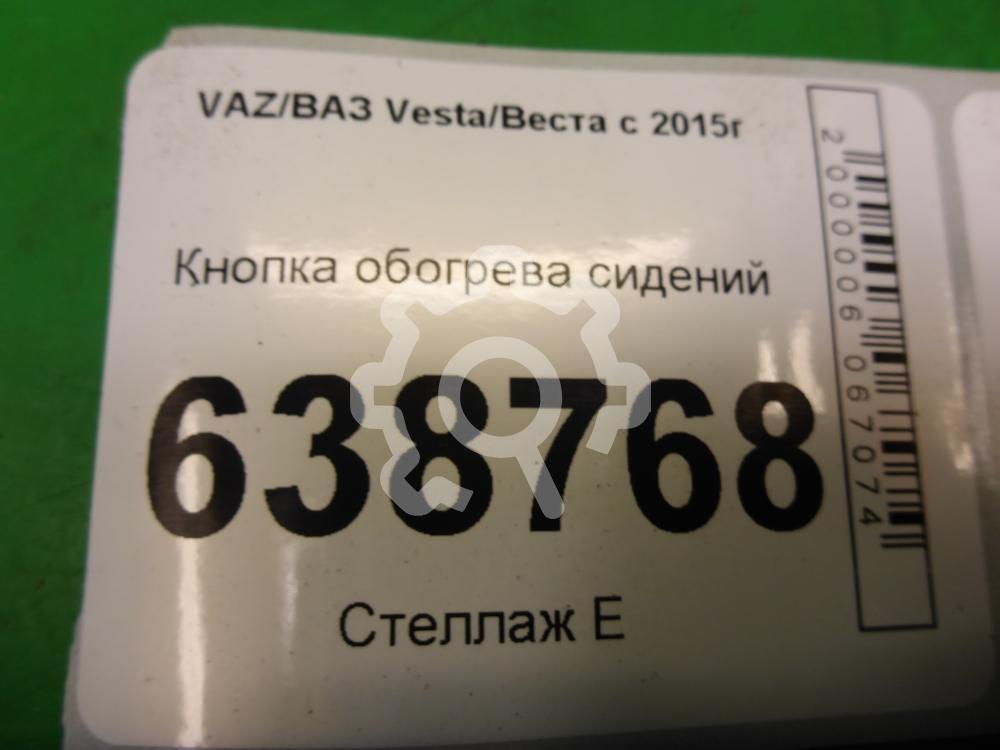 VAZ/ВАЗ Vesta/Веста с 2015г
Кнопка обогрева сидений
638768
Стеллаж Е
2000006067074